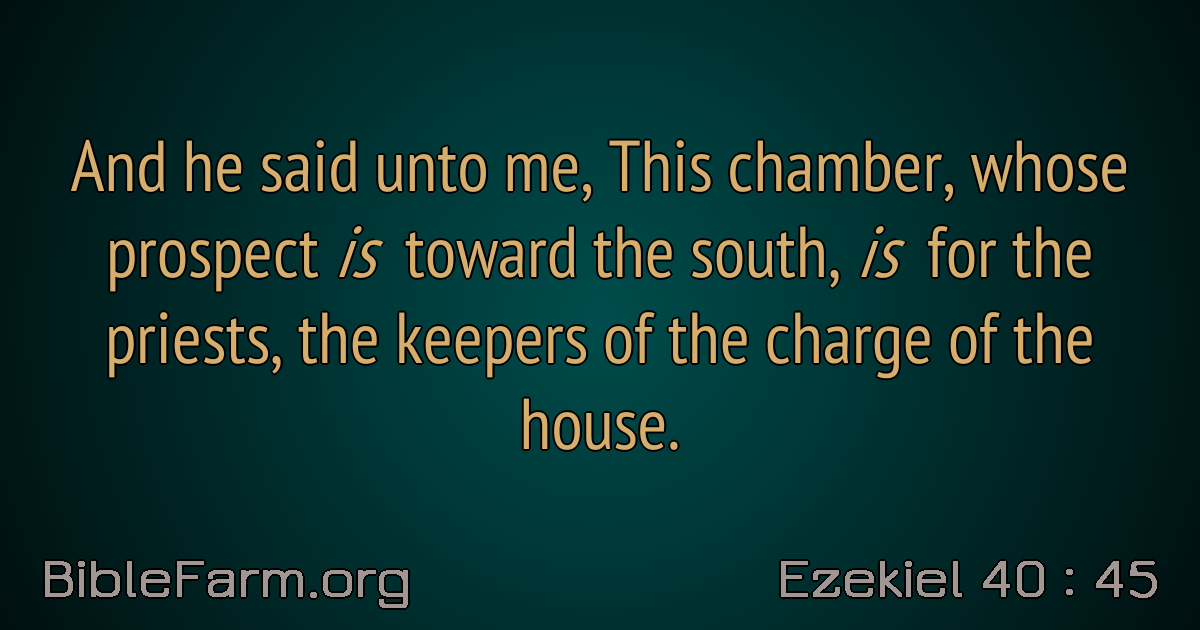 And he said unto me, This chamber, whose
prospect is toward the south, is for the
priests, the keepers of the charge of the
house.
BibleFarm.org
Ezekiel 40 : 45